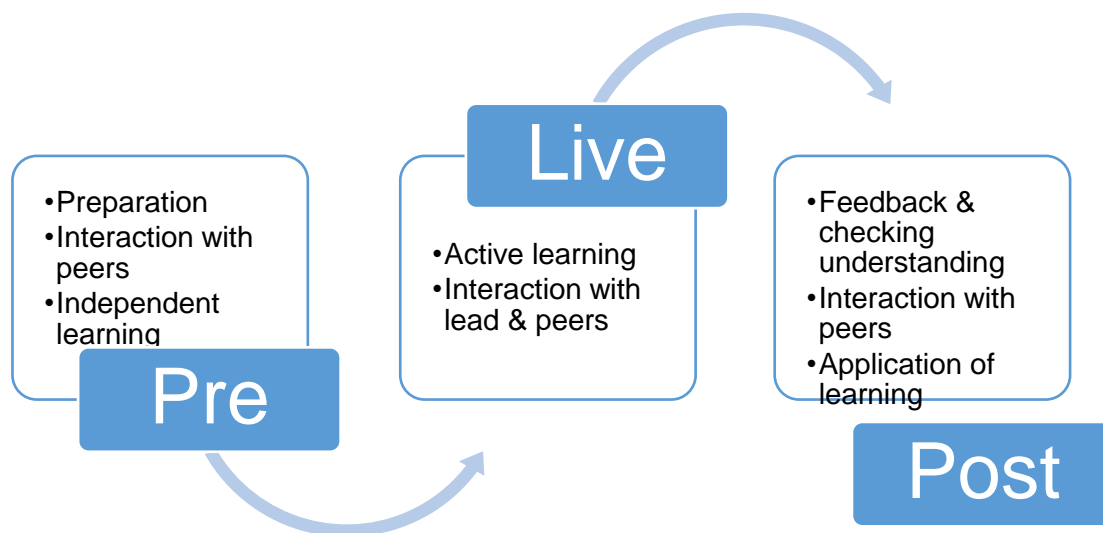 •Preparation
•Interaction with
peers
•Independent
learning
Pre
Live
•Active learning
•Interaction with
lead & peers
•Feedback &
checking
understanding
•Interaction with
peers
•Application of
learning
Post